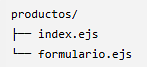 productos/
├── index.ejs
└── formulario.ejs